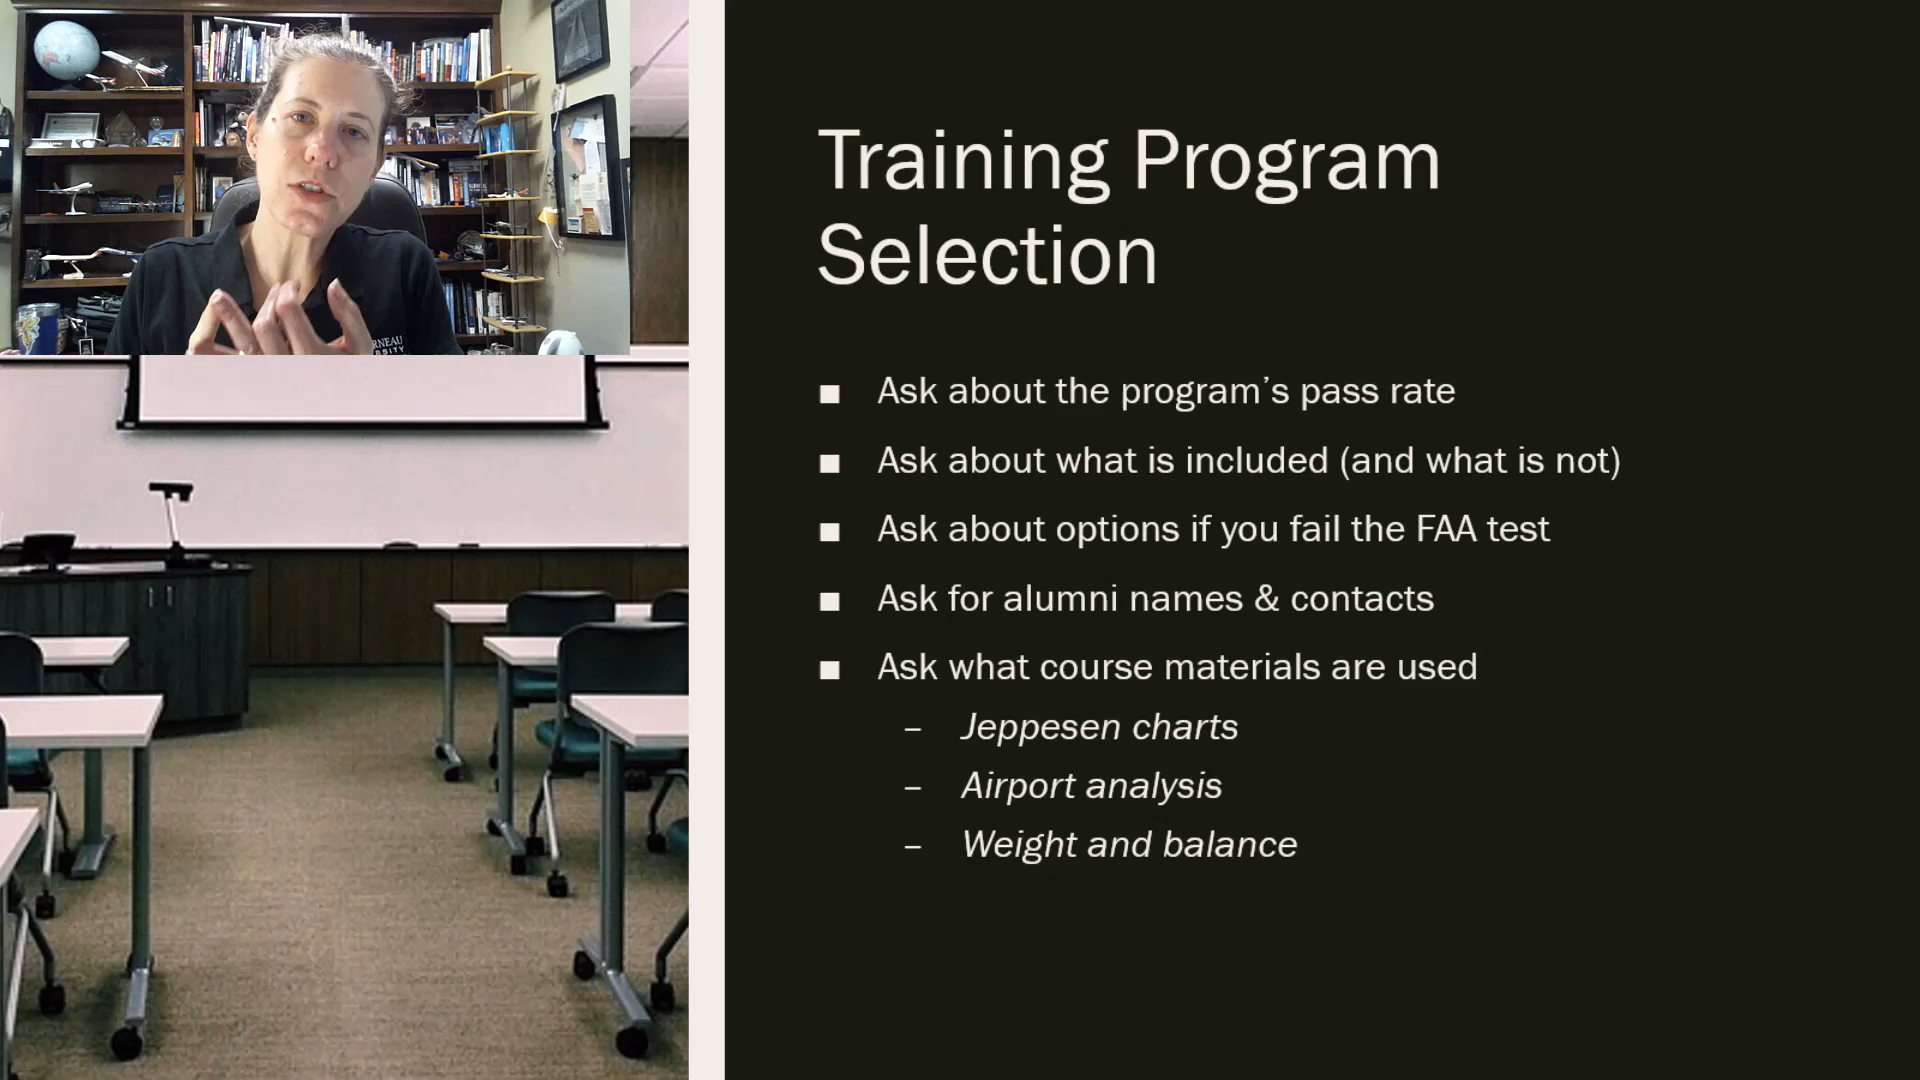 Training Program
Selection
■ Ask about the program’s pass rate
■ Ask about what is included (and what is not)
■ Ask about options if you fail the FAA test
■ Ask for alumni names & contacts
■ Ask what course materials are used
– Jeppesen charts
– Airport analysis
– Weight and balance